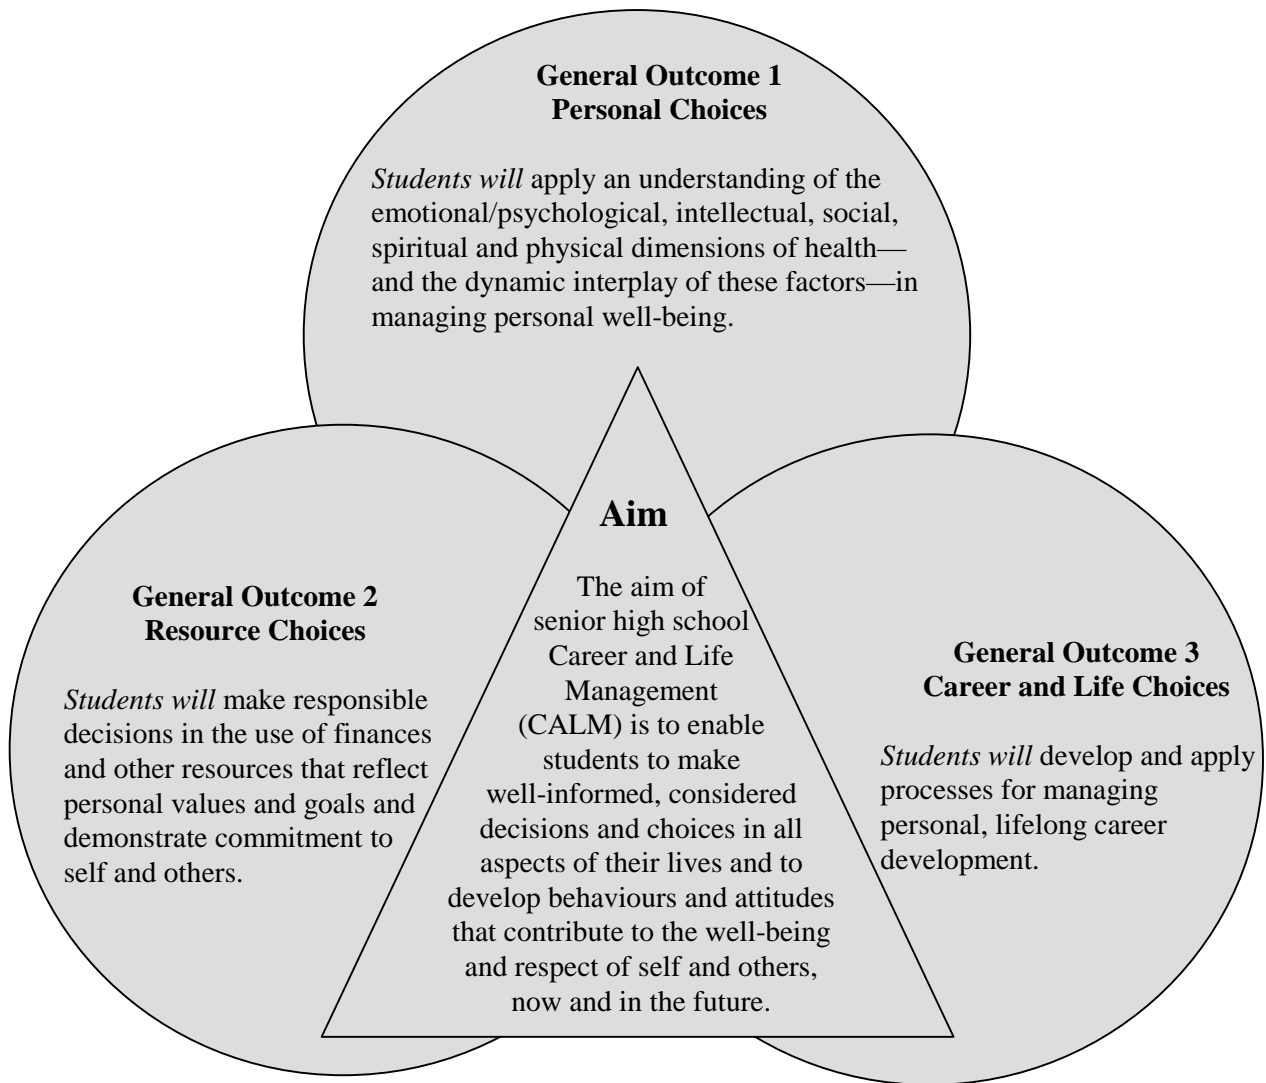 General Outcome 1
Personal Choices
Students will apply an understanding of the
emotional/psychological, intellectual, social,
spiritual and physical dimensions of health—
and the dynamic interplay of these factors—in
managing personal well-being.
Aim
The aim of
senior high school
Career and Life
Management
(CALM) is to enable
students to make
well-informed, considered
decisions and choices in all
aspects of their lives and to
develop behaviours and attitudes
that contribute to the well-being
and respect of self and others,
now and in the future.
General Outcome 2
Resource Choices
Students will make responsible
decisions in the use of finances
and other resources that reflect
personal values and goals and
demonstrate commitment to
self and others.
General Outcome 3
Career and Life Choices
Students will develop and apply
processes for managing
personal, lifelong career
development.